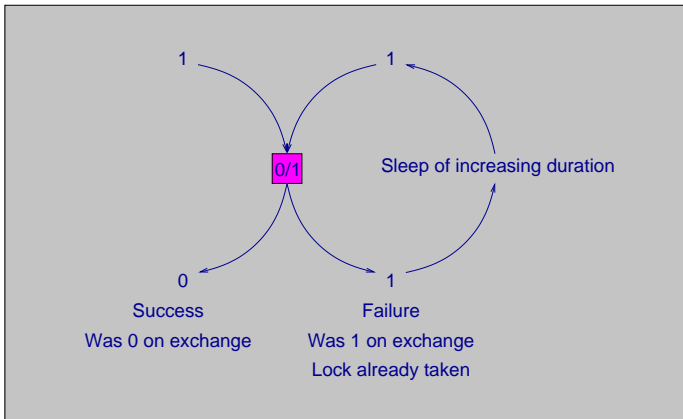 1
1
0/1
Sleep of increasing duration
0
1
Success
Failure
Was 0 on exchange
Was 1 on exchange
Lock already taken